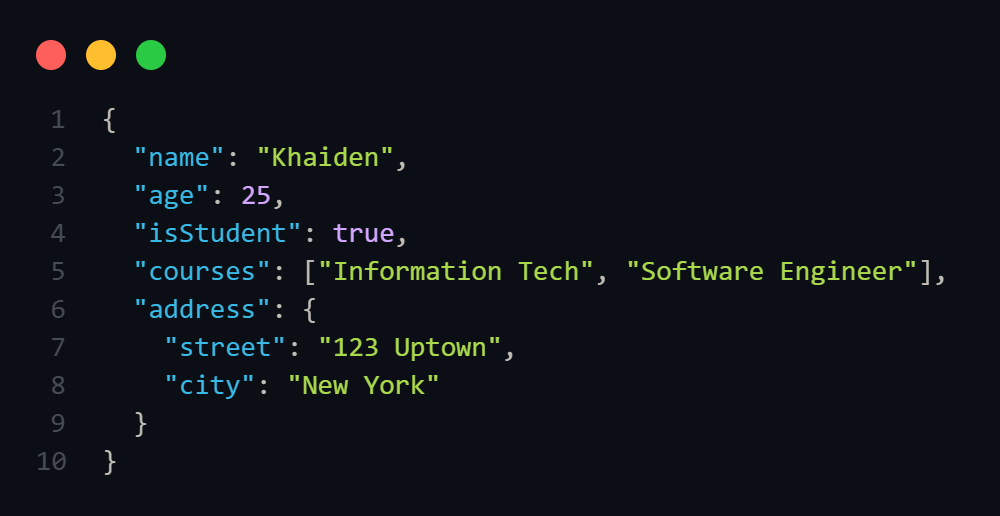 1 {
2   "name": "Khaiden",
3   "age": 25,
4   "isStudent": true,
5   "courses": ["Information Tech", "Software Engineer"],
6   "address": {
7     "street": "123 Uptown",
8     "city": "New York"
9   }
10 }